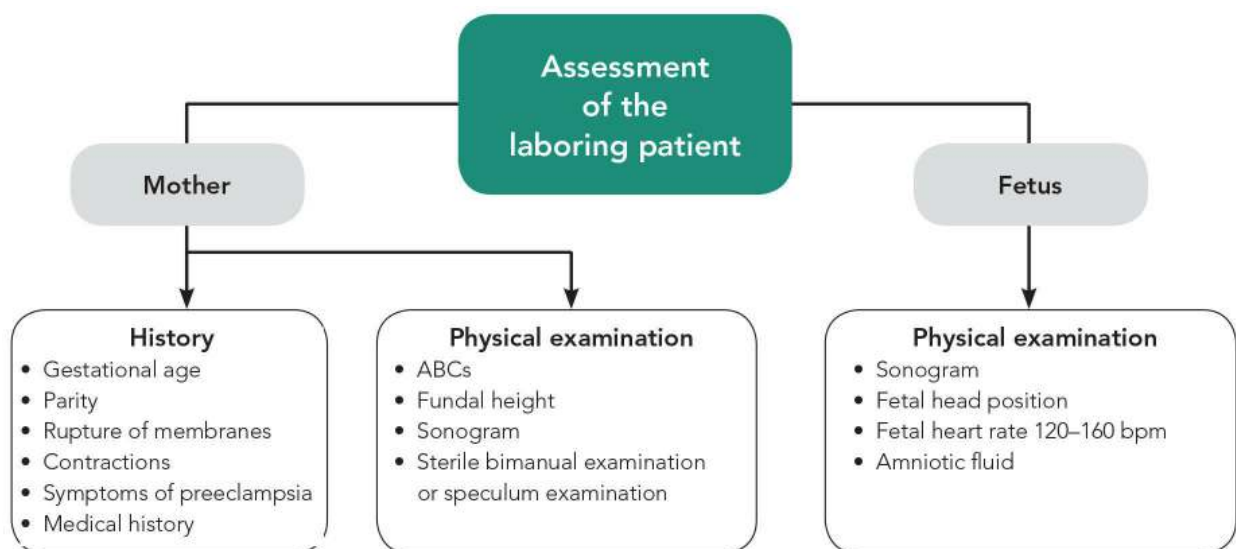 Assessment
of the
laboring patient
Mother
Fetus
History
• Gestational age
• Parity
• Rupture of membranes
• Contractions
• Symptoms of preeclampsia
• Medical history
Physical examination
• ABCs
• Fundal height
• Sonogram
• Sterile bimanual examination
or speculum examination
Physical examination
• Sonogram
• Fetal head position
• Fetal heart rate 120–160 bpm
• Amniotic fluid